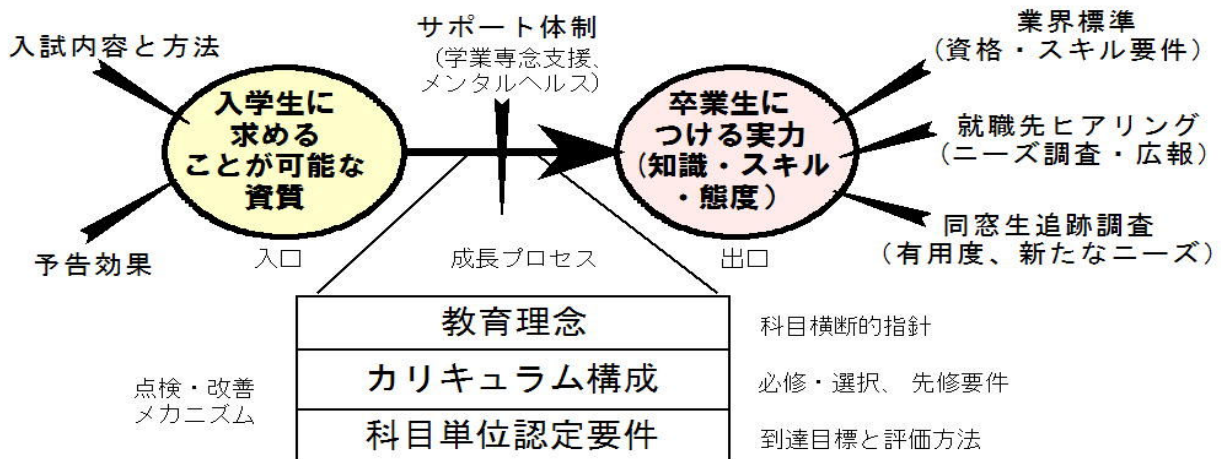 入試内容と方法
予告効果
入学生に
求める
ことが可能な
資質
入口
サポート体制
(学業専念支援、
メンタルヘルス)
成長プロセス
卒業生に
つける実力
(知識・スキル
・態度)
出口
業界標準
(資格・スキル要件)
就職先ヒアリング
(ニーズ調査・広報)
同窓生追跡調査
(有用度、新たなニーズ)
点検・改善
メカニズム
教育理念
科目横断的指針
カリキュラム構成
必修・選択、先修要件
科目単位認定要件
到達目標と評価方法